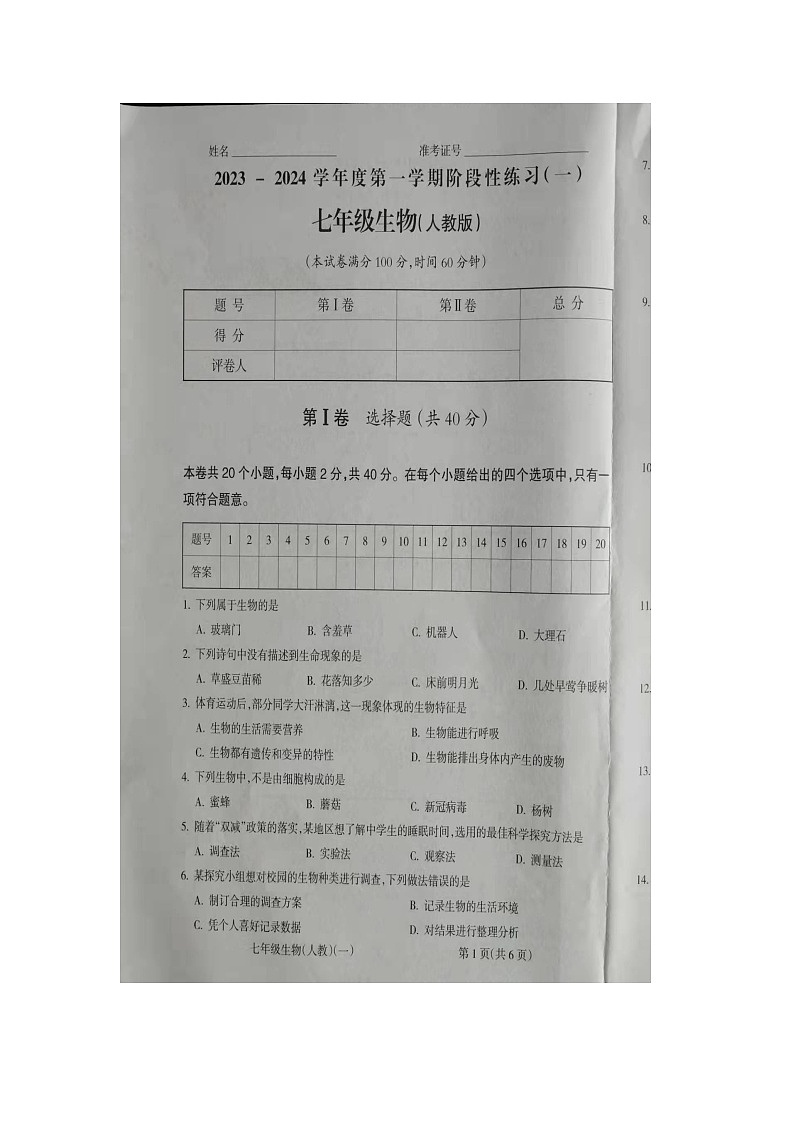 姓名 准考证号
2023 - 2024 学年度第一学期阶段性练习(一)
七年级生物(人教版)
(本试卷满分100分,时间60分钟)
题 号 第Ⅰ卷 第Ⅱ卷 总 分
得 分
评卷人
第Ⅰ卷 选择题(共40分)
本卷共20个小题,每小题2分,共40分。在每个小题给出的四个选项中,只有一
项符合题意。
题号 1 2 3 4 5 6 7 8 9 10 11 12 13 14 15 16 17 18 19 20
答案
1. 下列属于生物的是
A. 玻璃门 B. 含羞草 C. 机器人 D. 大理石
2. 下列诗句中没有描述到生命现象的是
A. 草盛豆苗稀 B. 花落知多少 C. 床前明月光 D. 几处早莺争暖树
3. 体育运动后,部分同学大汗淋漓,这一现象体现的生物特征是
A. 生物的生活需要营养 B. 生物能进行呼吸
C. 生物都有遗传和变异的特性 D. 生物能排出身体内产生的废物
4. 下列生物中,不是由细胞构成的是
A. 蜜蜂 B. 蘑菇 C. 新冠病毒 D. 杨树
5. 随着“双减”政策的落实,某地区想了解中学生的睡眠时间,选用的最佳科学探究方法是
A. 调查法 B. 实验法 C. 观察法 D. 测量法
6. 某探究小组想对校园的生物种类进行调查,下列做法错误的是
A. 制订合理的调查方案 B. 记录生物的生活环境
C. 凭个人喜好记录数据 D. 对结果进行整理分析
七年级生物(人教)(一) 第1页(共6页)
7.
8.
9.
10
11.
12.
13.
14.